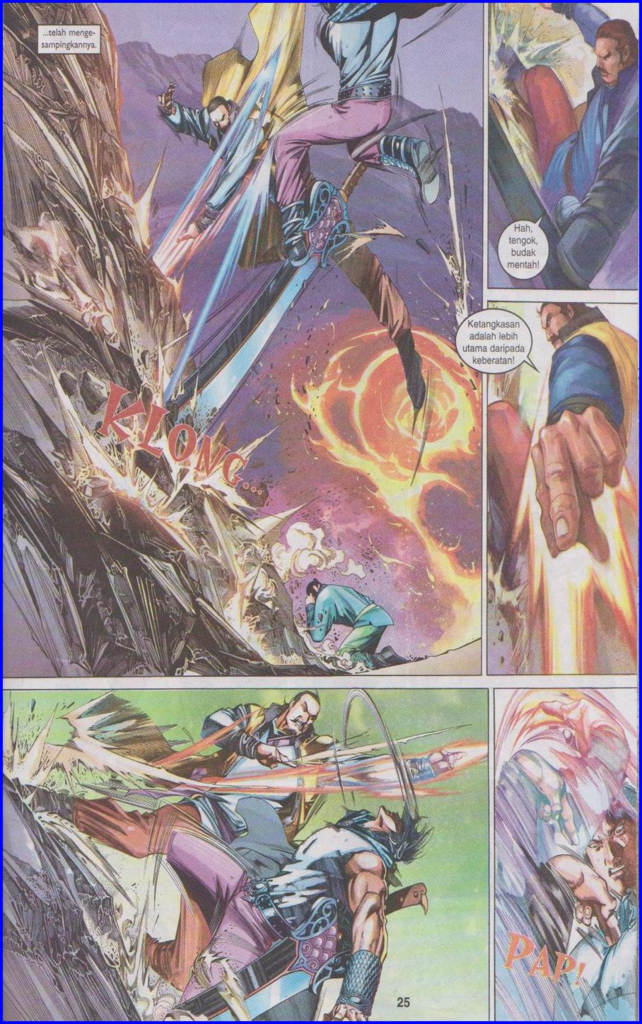 ...telah menge-
sampingkannya.
Hah,
tengok,
budak
mentah!
Ketangkasan
adalah lebih
utama daripada
keberatan!
KLONG...
PAP!
25